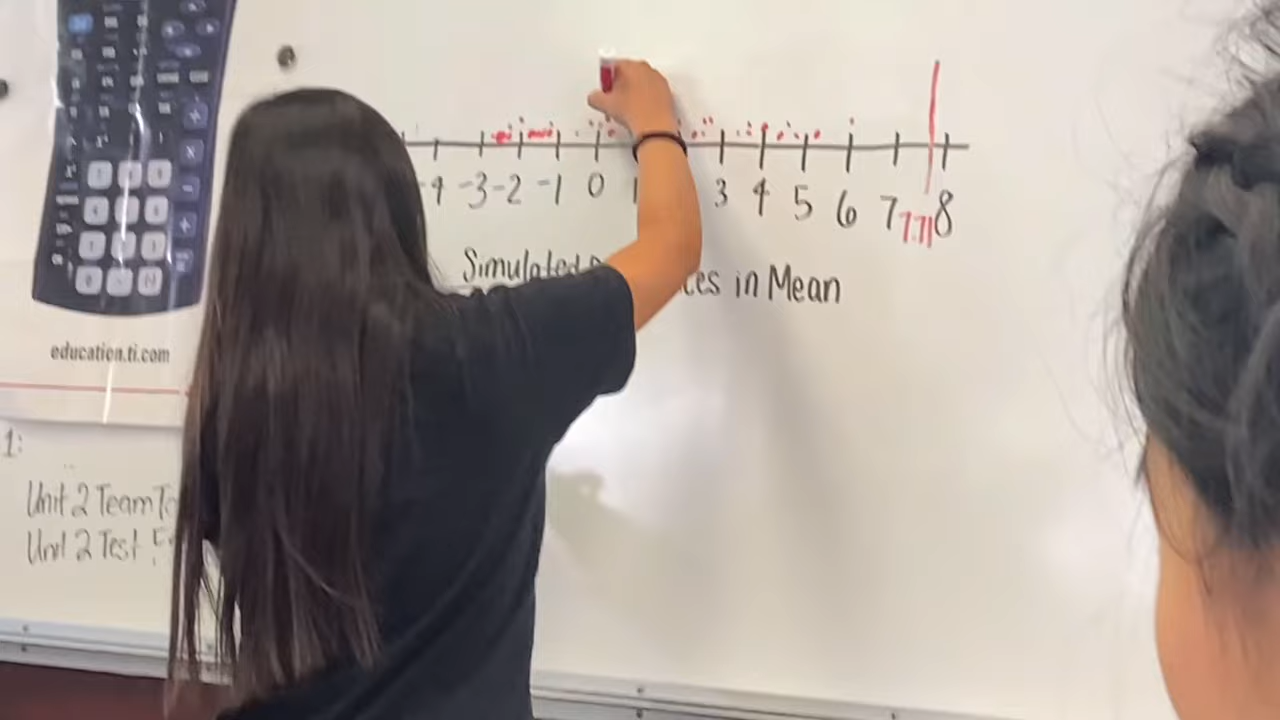 -4 -3 -2 -1 0 1 3 4 5 6 7 7.71 8
Simulated in Mean
education.ti.com
1:
Unit 2 Team
Unit 2 Test